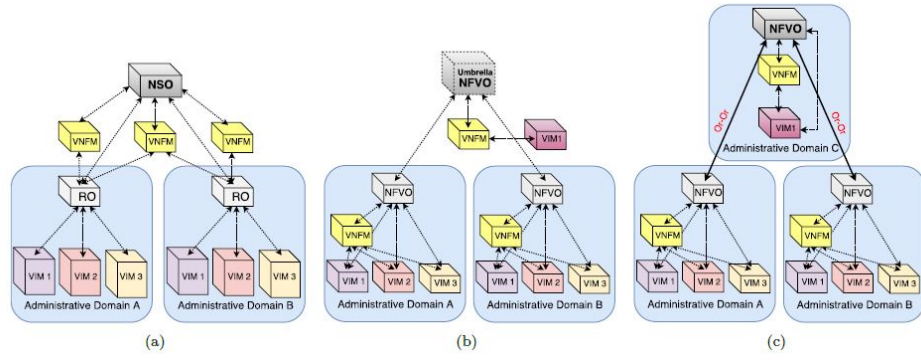 NSO
VNFM
VNFM
VNFM
RO
RO
VIM 1
VIM 2
VIM 3
VIM 1
VIM 2
VIM 3
Administrative Domain A
Administrative Domain B
(a)
Umbrella
NFVO
VNFM
VIM1
NFVO
NFVO
VNFM
VNFM
VIM 1
VIM 2
VIM 3
VIM 1
VIM 2
VIM 3
Administrative Domain A
Administrative Domain B
(b)
NFVO
VNFM
VIM1
Administrative Domain C
Or-Or
Or-Or
NFVO
NFVO
VNFM
VNFM
VIM 1
VIM 2
VIM 3
VIM 1
VIM 2
VIM 3
Administrative Domain A
Administrative Domain B
(c)